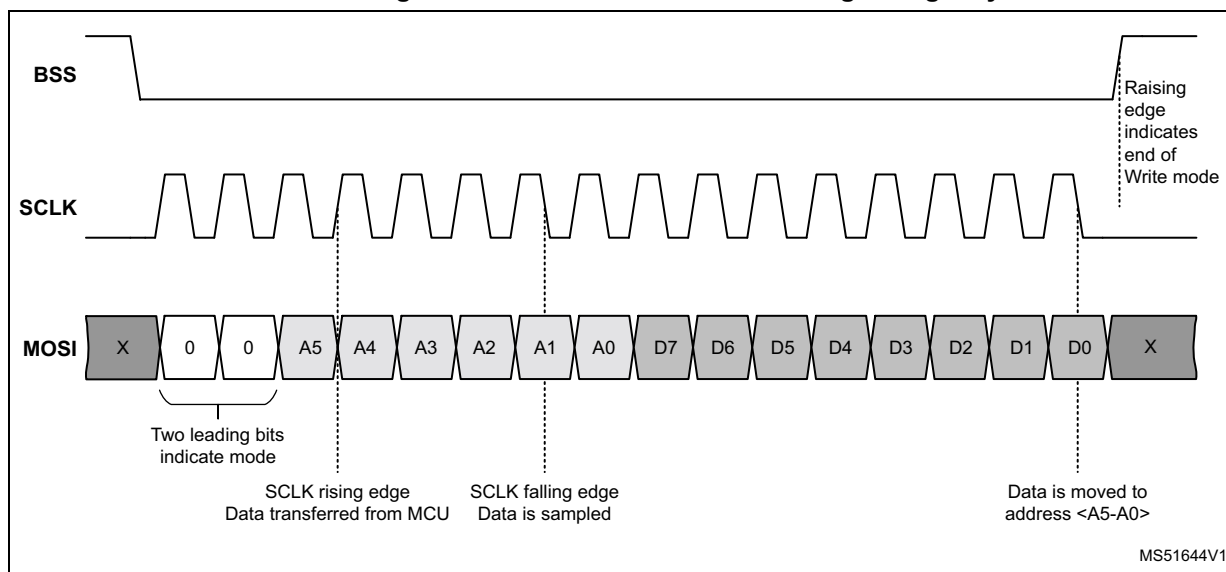 BSS
Raising
edge
indicates
end of
Write mode
SCLK
MOSI
X 0 0 A5 A4 A3 A2 A1 A0 D7 D6 D5 D4 D3 D2 D1 D0 X
Two leading bits
indicate mode
SCLK rising edge
Data transferred from MCU
SCLK falling edge
Data is sampled
Data is moved to
address <A5-A0>
MS51644V1